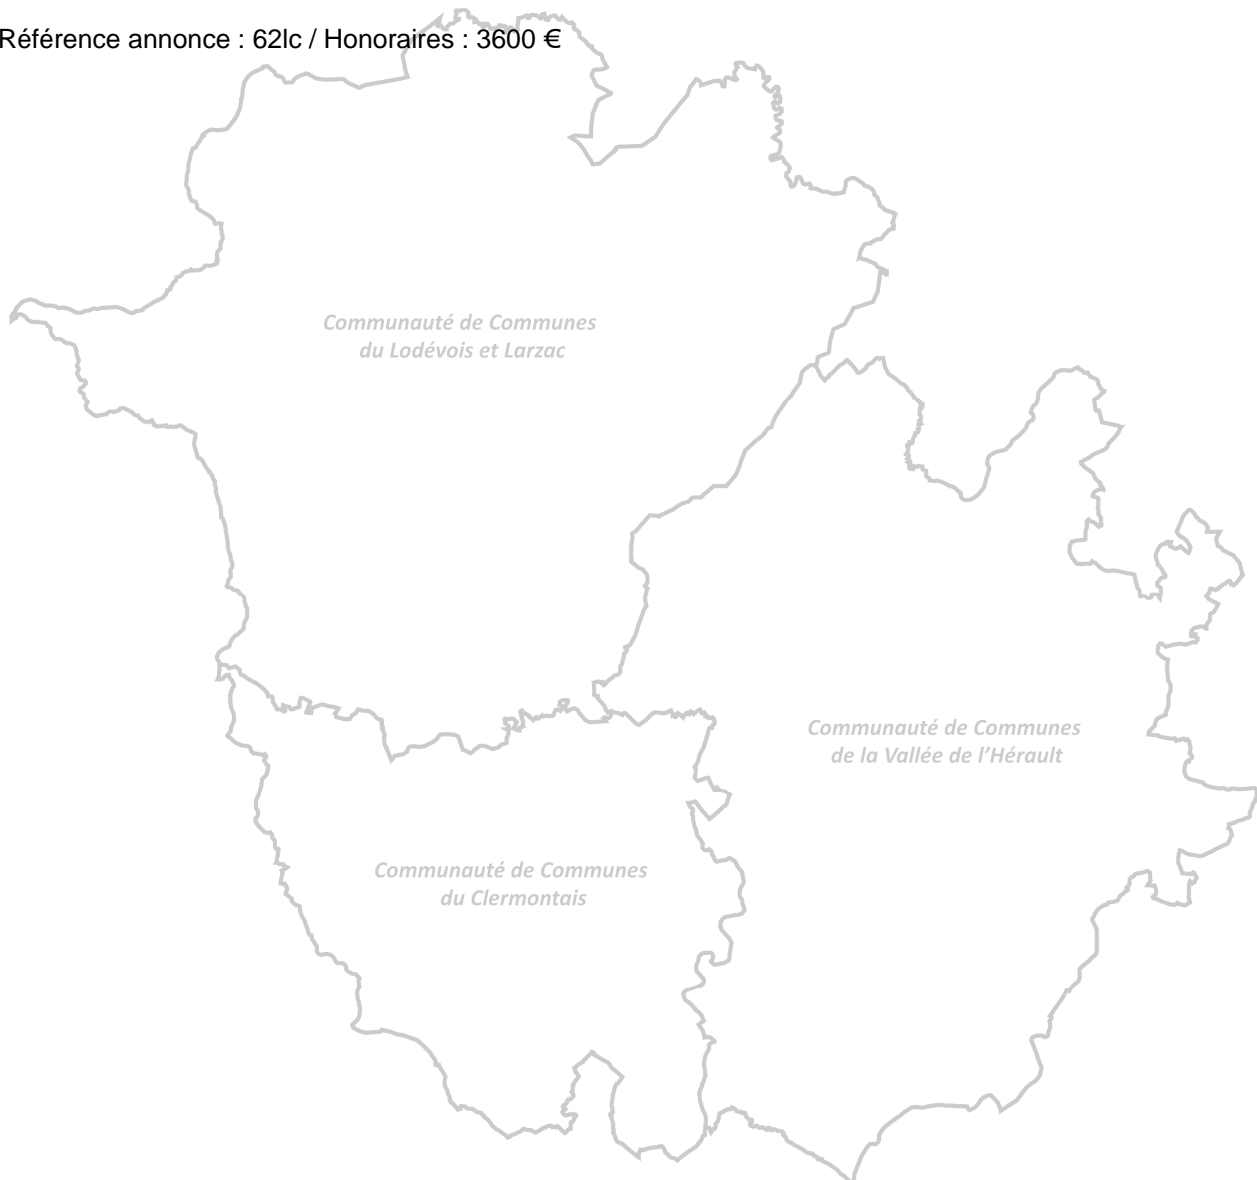 Référence annonce : 62lc / Honoraires : 3600 €
Communauté de Communes
du Lodévois et Larzac
Communauté de Communes
de la Vallée de l'Hérault
Communauté de Communes
du Clermontais